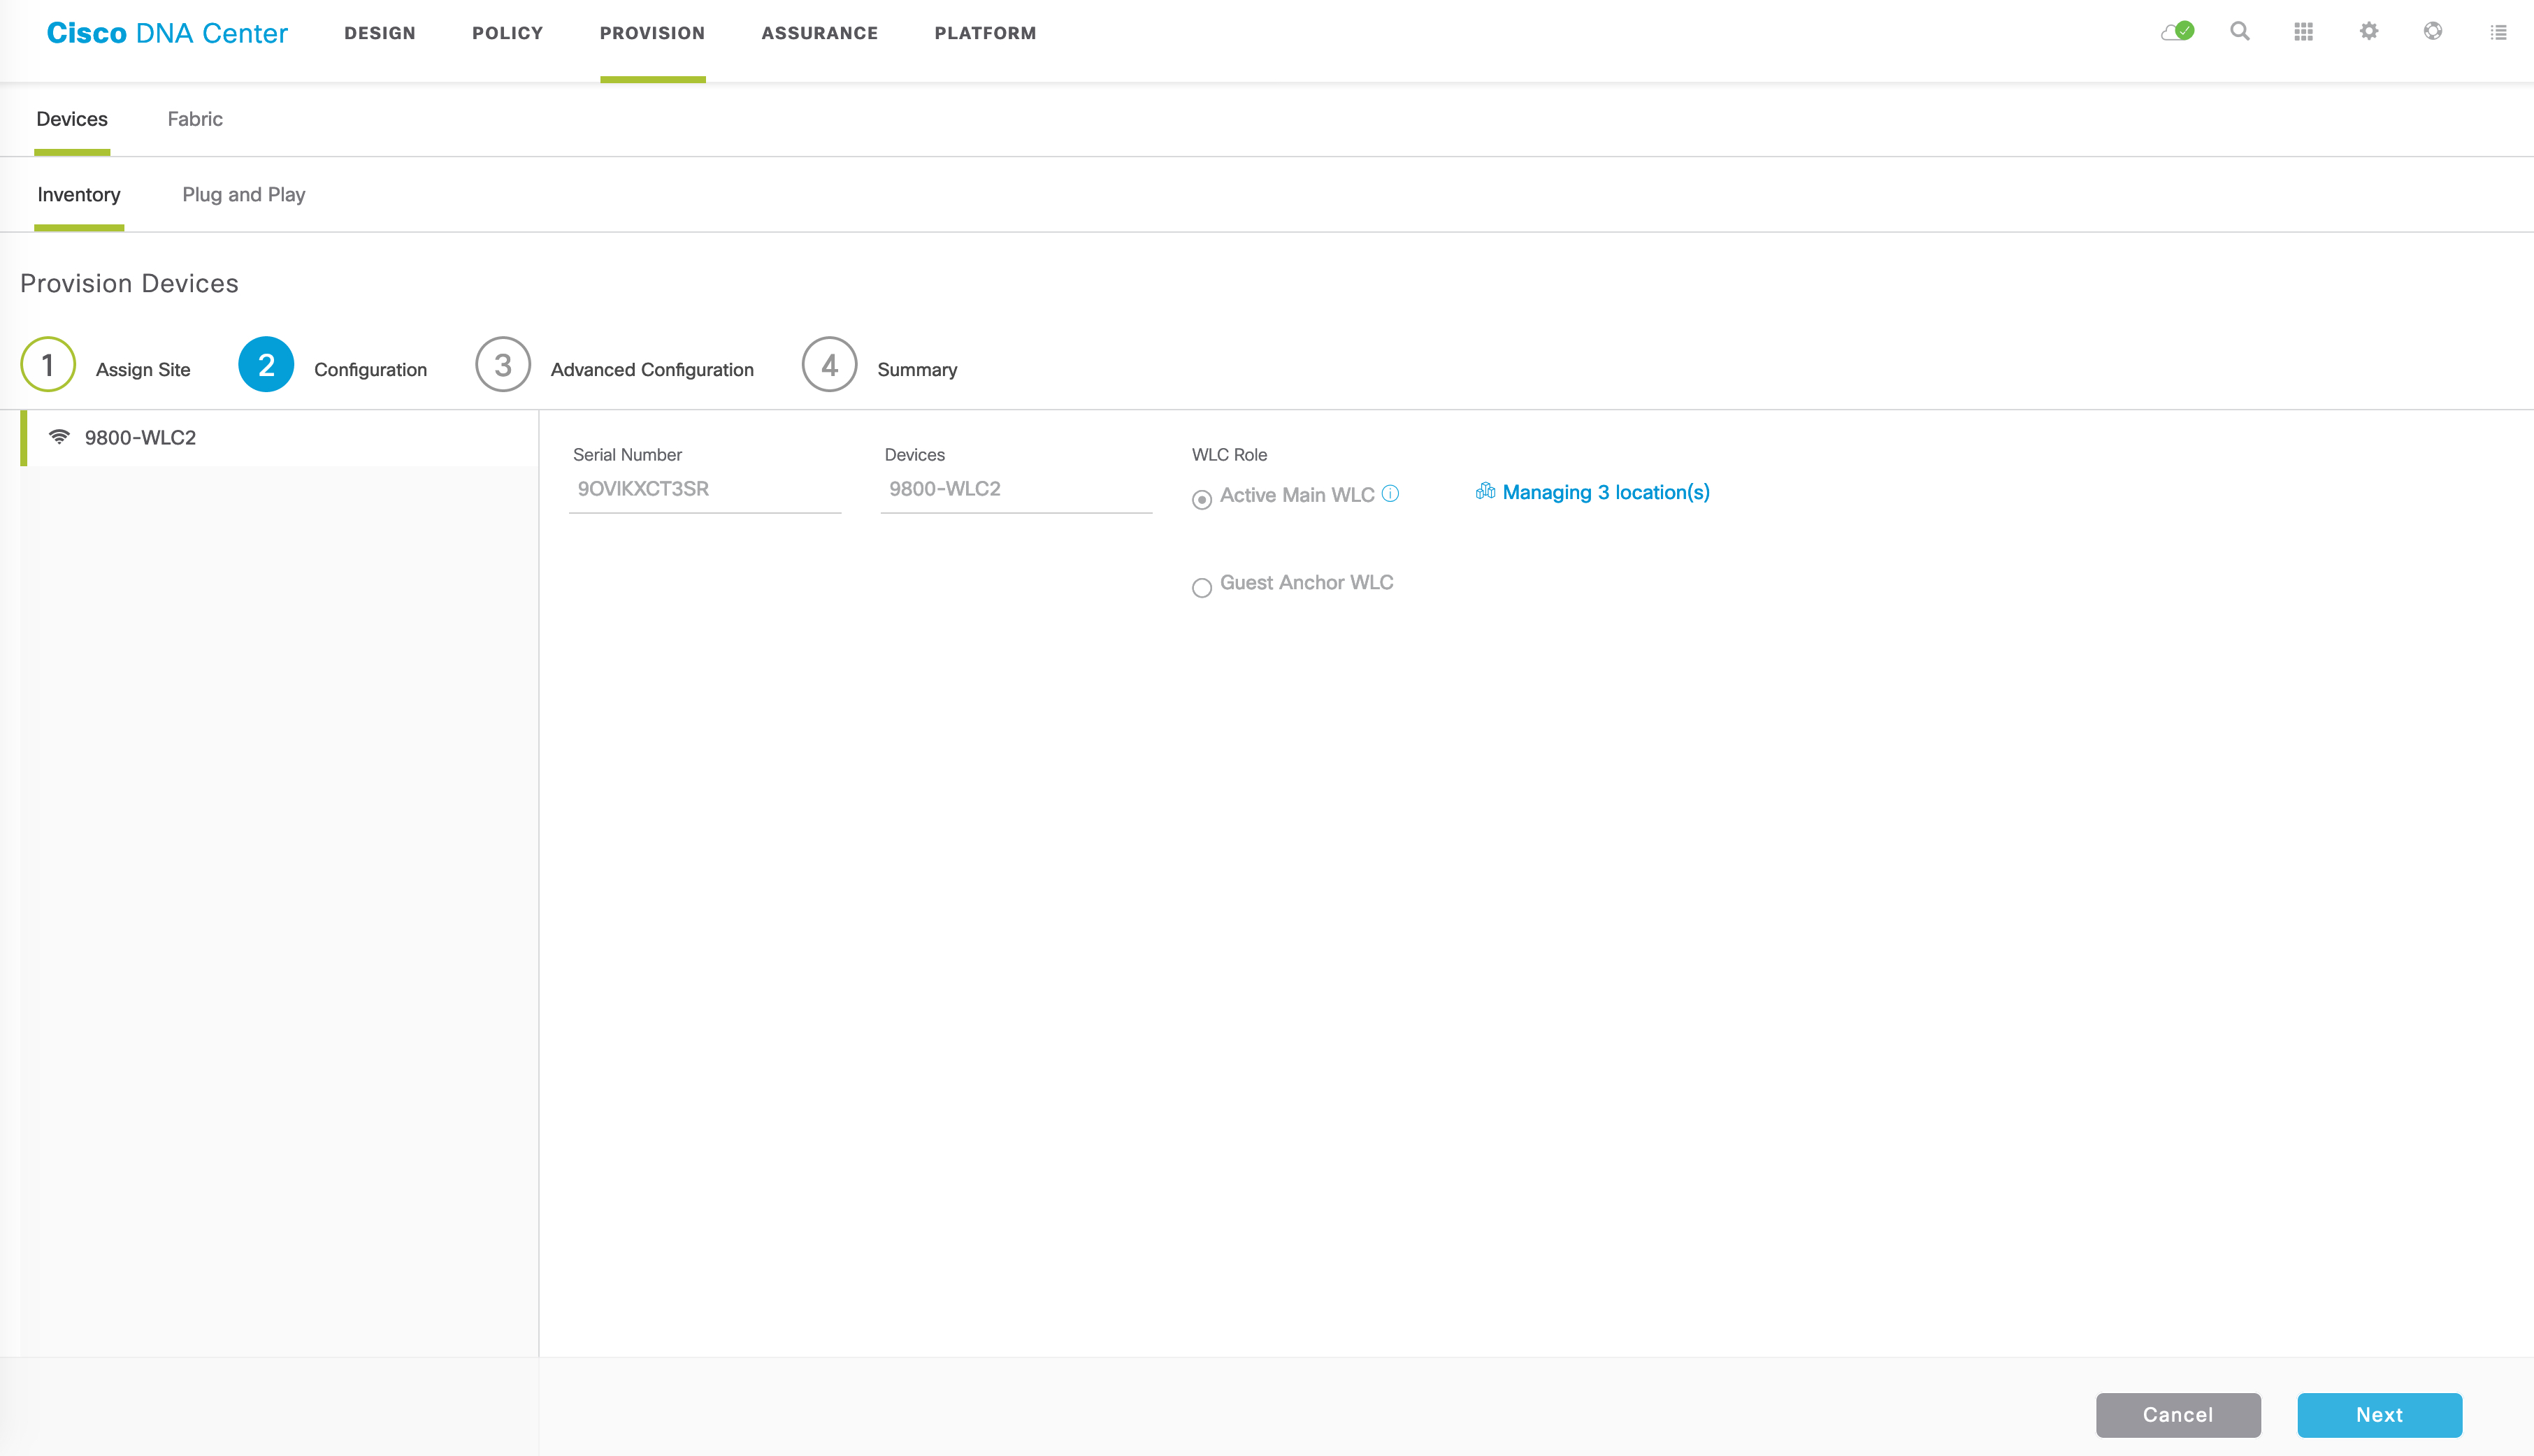 Cisco DNA Center DESIGN POLICY PROVISION ASSURANCE PLATFORM
Devices Fabric
Inventory Plug and Play
Provision Devices
1 Assign Site 2 Configuration 3 Advanced Configuration 4 Summary
9800-WLC2
Serial Number Devices WLC Role
9OVIKXCT3SR 9800-WLC2 Active Main WLC Managing 3 location(s)
Guest Anchor WLC
Cancel Next